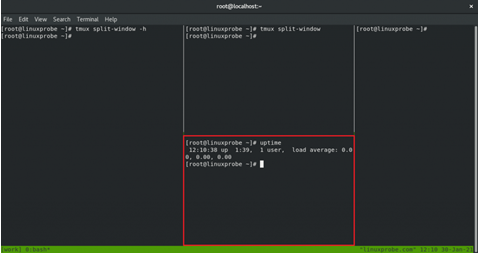 root@localhost:~
File Edit View Search Terminal Help
[root@linuxprobe ~]# tmux split-window -h
[root@linuxprobe ~]#
[root@linuxprobe ~]# tmux split-window
[root@linuxprobe ~]#
[root@linuxprobe ~]#
[root@linuxprobe ~]# uptime
12:10:38 up 1:39, 1 user, load average: 0.0
0, 0.00, 0.00
[root@linuxprobe ~]#
[work] 0:bash*
"linuxprobe.com" 12:10 30-Jan-21